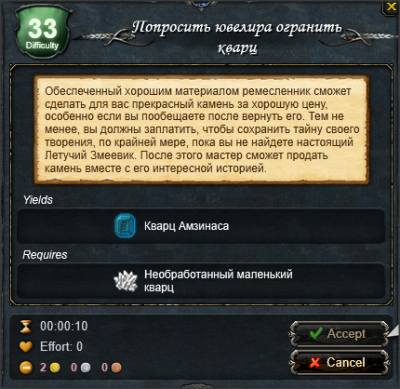 33
Difficulty
Попросить ювелира огранить
кварц
Обеспеченный хорошим материалом ремесленник сможет
сделать для вас прекрасный камень за хорошую цену,
особенно если вы пообещаете после вернуть его. Тем не
менее, вы должны заплатить, чтобы сохранить тайну своего
творения, по крайней мере, пока вы не найдете настоящий
Летучий Змеевик. После этого мастер сможет продать
камень вместе с его интересной историей.
Yields
Кварц Амзинаса
Requires
Необработанный маленький
кварц
00:00:10
Effort: 0
2 0 0
Accept
Cancel